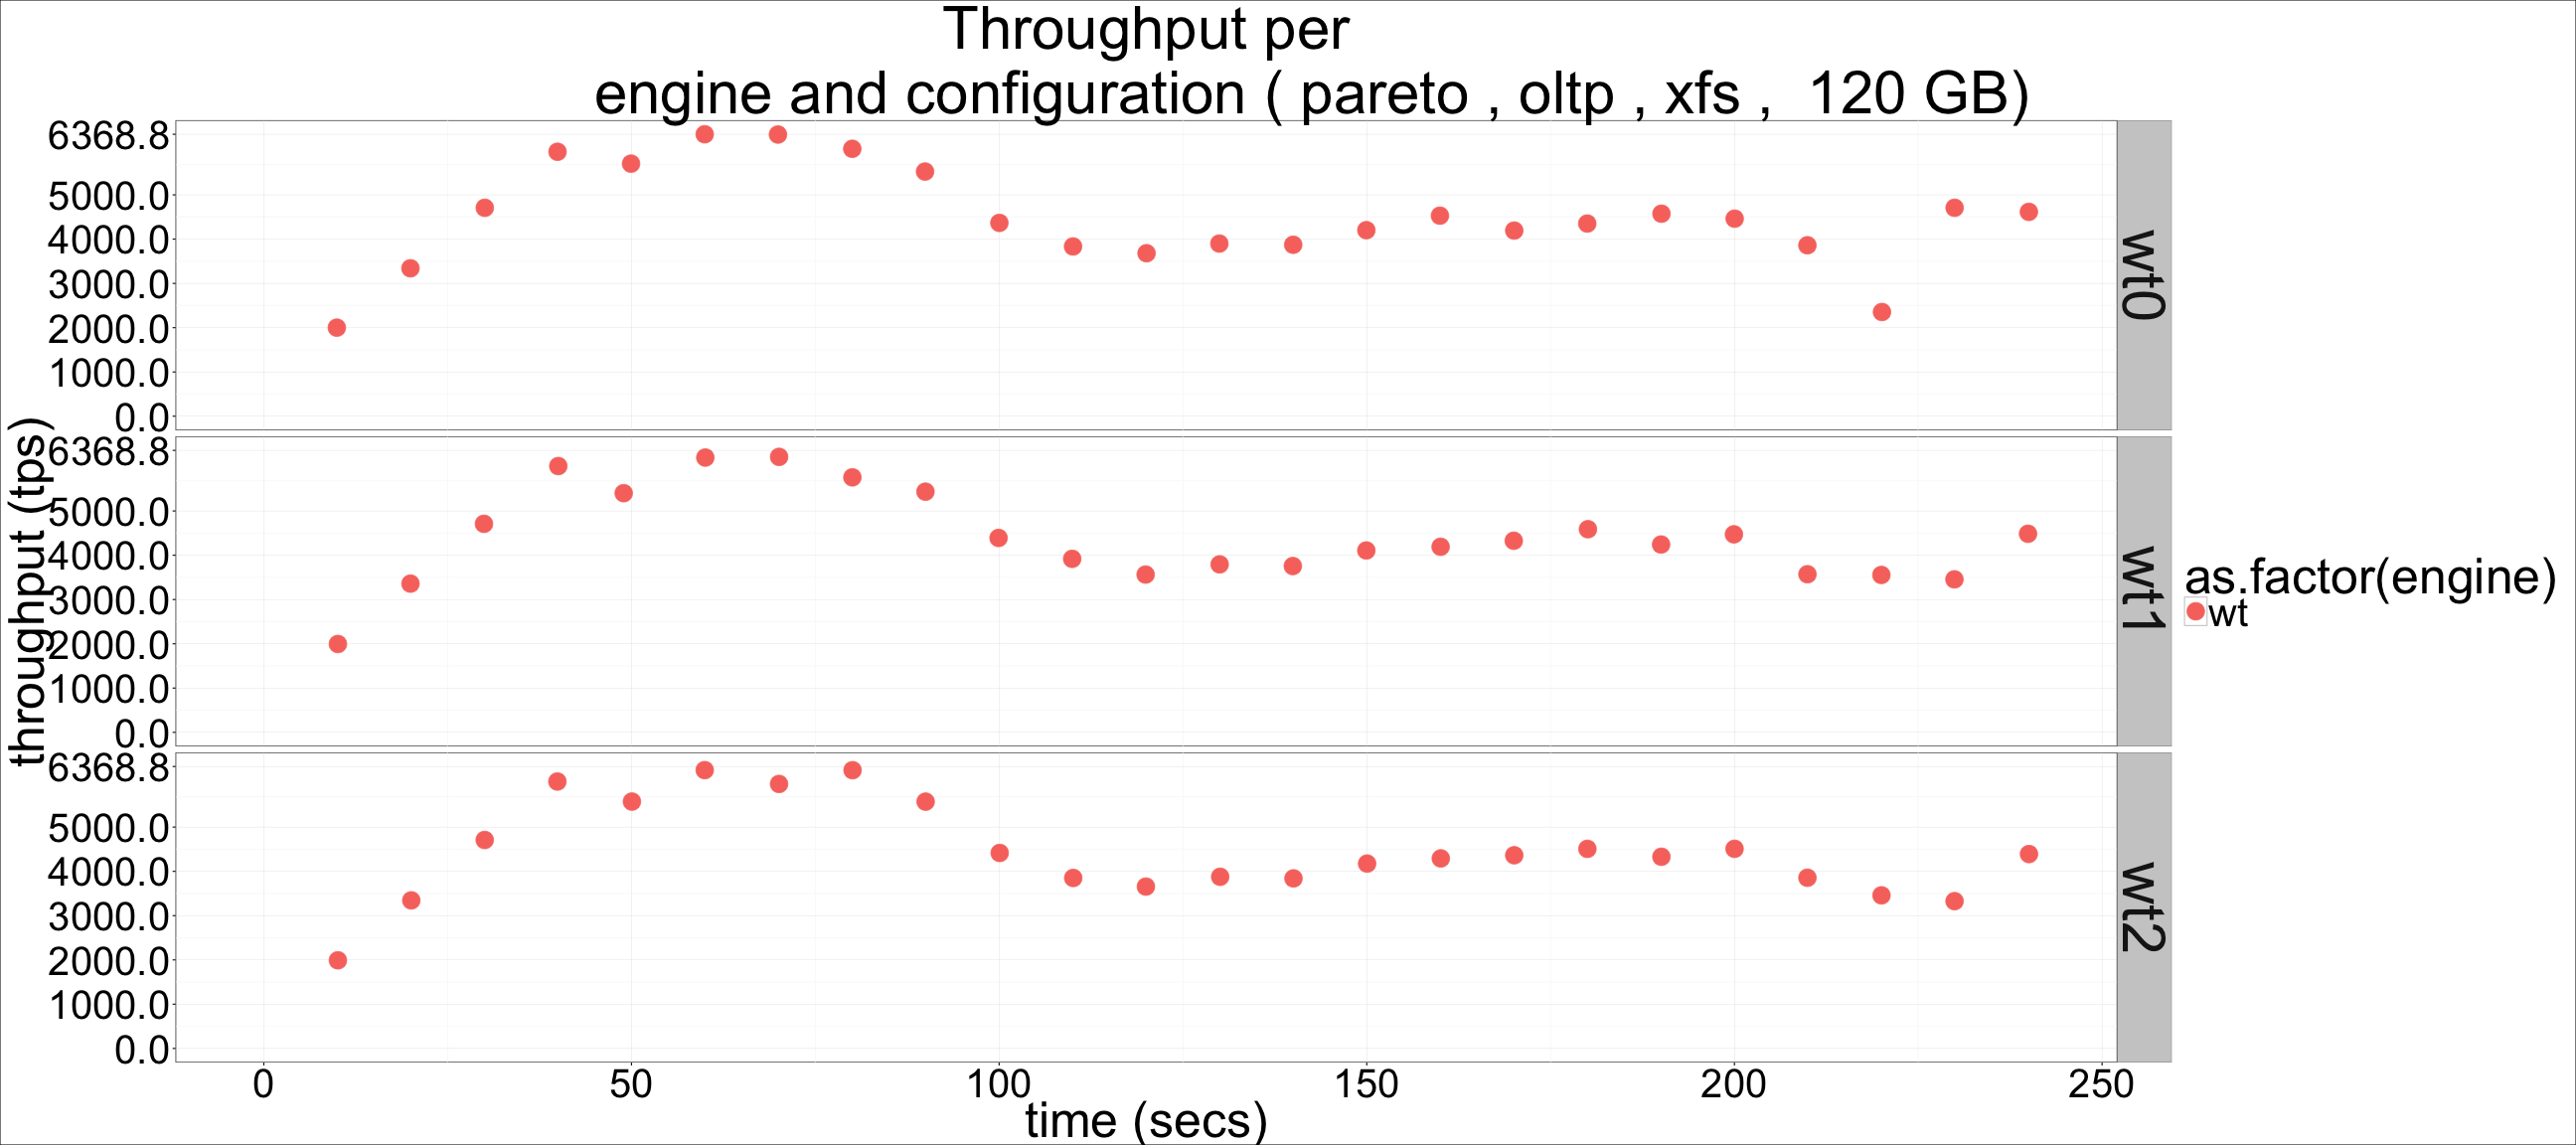 Throughput per
engine and configuration ( pareto , oltp , xfs ,  120 GB)
throughput (tps)
6368.8
5000.0
4000.0
3000.0
2000.0
1000.0
0.0
wt0
6368.8
5000.0
4000.0
3000.0
2000.0
1000.0
0.0
wt1
6368.8
5000.0
4000.0
3000.0
2000.0
1000.0
0.0
wt2
0 50 100 150 200 250
time (secs)
as.factor(engine)
wt